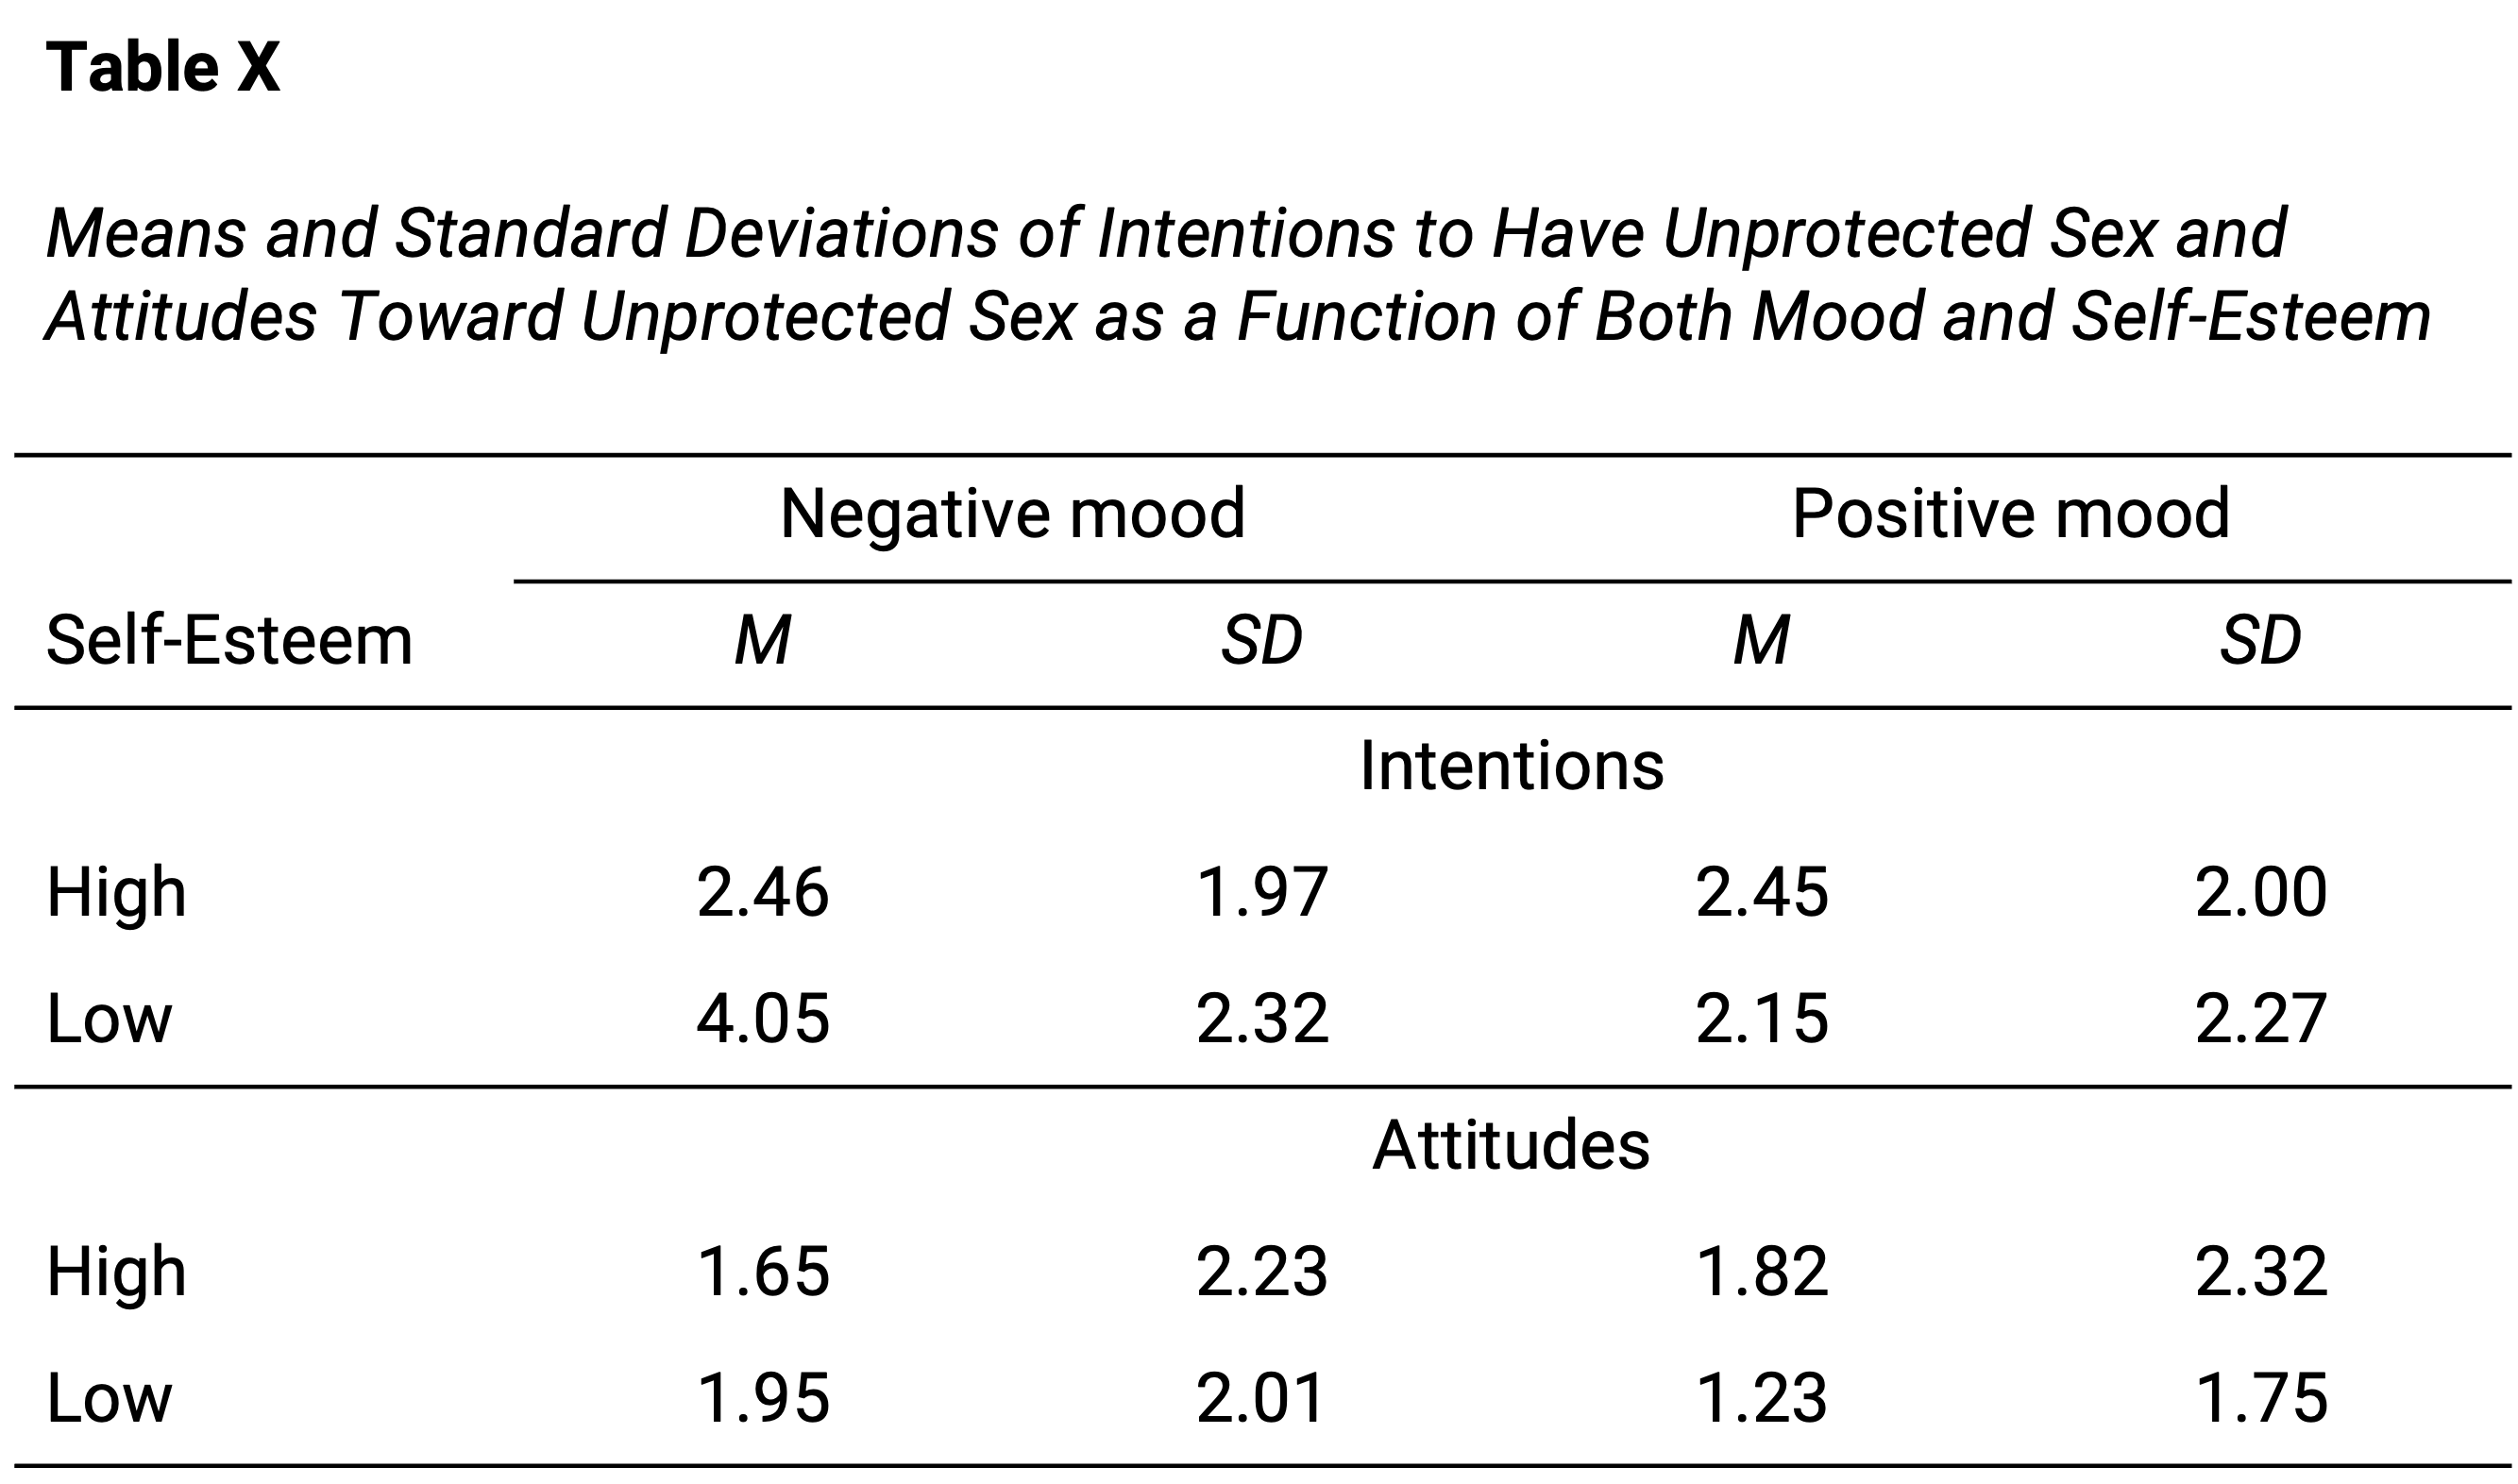 Table X
Means and Standard Deviations of Intentions to Have Unprotected Sex and
Attitudes Toward Unprotected Sex as a Function of Both Mood and Self-Esteem
Negative mood Positive mood
Self-Esteem M SD M SD
Intentions
High 2.46 1.97 2.45 2.00
Low 4.05 2.32 2.15 2.27
Attitudes
High 1.65 2.23 1.82 2.32
Low 1.95 2.01 1.23 1.75